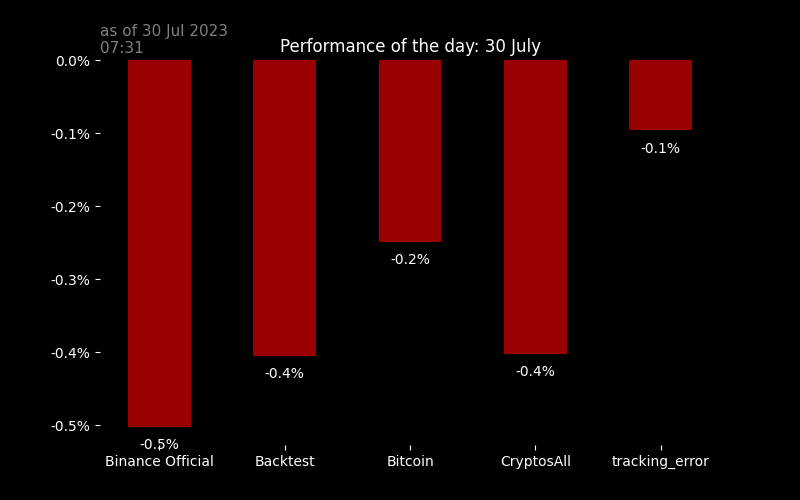 as of 30 Jul 2023
07:31
Performance of the day: 30 July
0.0%
-0.1%
-0.2%
-0.3%
-0.4%
-0.5%
-0.5%
-0.4%
-0.2%
-0.4%
-0.1%
Binance Official
Backtest
Bitcoin
CryptosAll
tracking_error